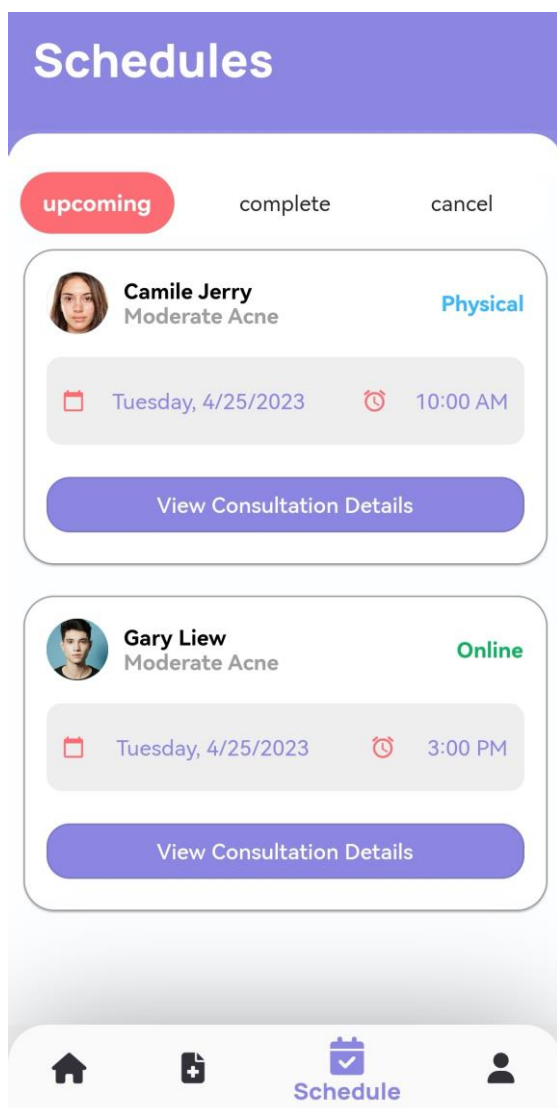 Schedules
upcoming complete cancel
Camile Jerry
Moderate Acne
Physical
Tuesday, 4/25/2023 10:00 AM
View Consultation Details
Gary Liew
Moderate Acne
Online
Tuesday, 4/25/2023 3:00 PM
View Consultation Details
Schedule